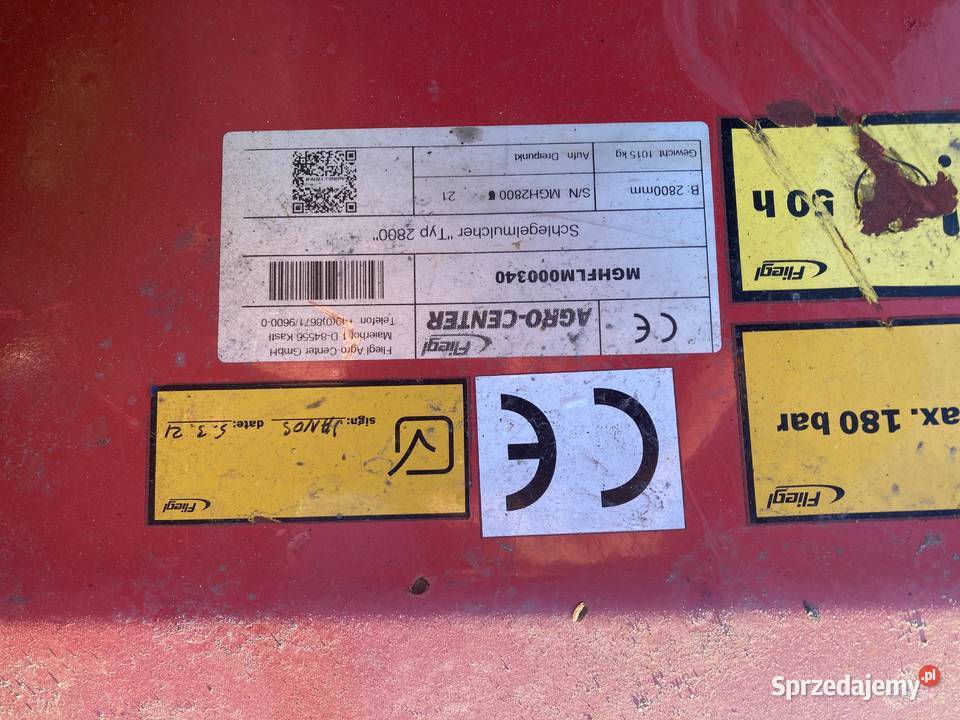 Fliegl
sign: JANOS date: 5.3.21
CE
Fliegl
ax. 180 bar
CE
Fliegl
AGRO-CENTER
Fliegl Agro-Center GmbH
Maierhof 1 D-84556 Kastl
Telefon +49(0)8671/9600-0
MGHFLM000340
Schlegelmulcher "Typ 2800"
B: 2800mm
S/N MGH2800
21
Gewicht 1015 kg
Aufn. Dreipunkt
Fliegl
50 h
Sprzedajemy.pl